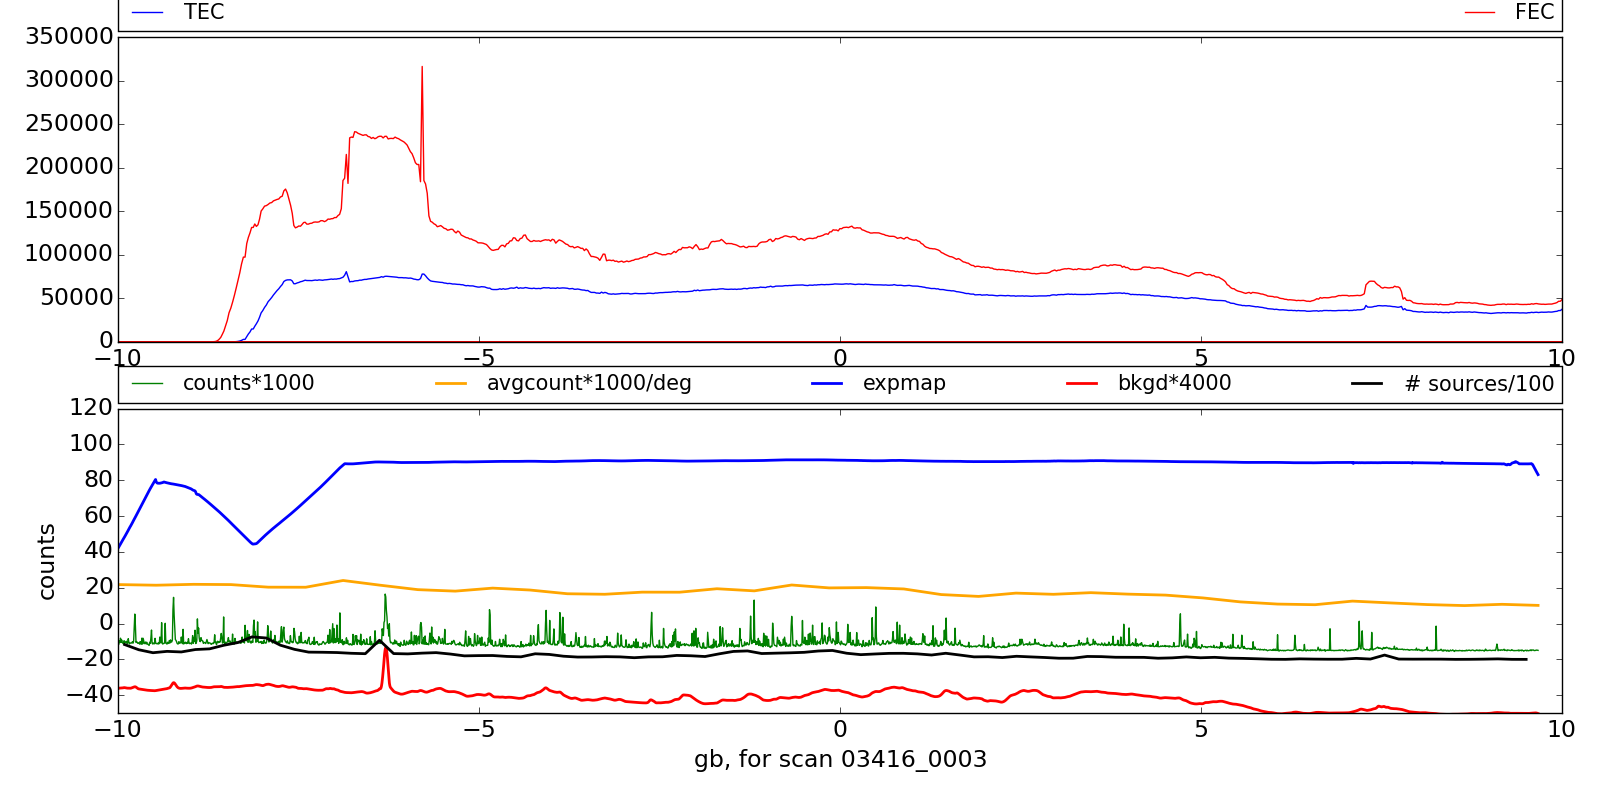 TEC FEC
350000
300000
250000
200000
150000
100000
50000
0
−10 −5 0 5 10
counts*1000 avgcount*1000/deg expmap bkgd*4000 # sources/100
120
100
80
60
40
20
0
−20
−40
counts
−10 −5 0 5 10
gb, for scan 03416_0003